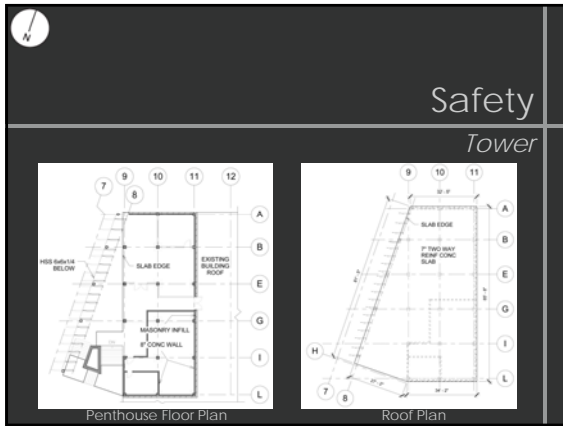 N
Safety
Tower
9
10
11
12
7
8
A
HSS 6x6x1/4
BELOW
SLAB EDGE
EXISTING
BUILDING
ROOF
B
E
G
MASONRY INFILL
8" CONC WALL
I
L
Penthouse Floor Plan
9
10
11
A
SLAB EDGE
7" TWO WAY
REINF CONC
SLAB
B
E
G
H
I
7
8
L
Roof Plan